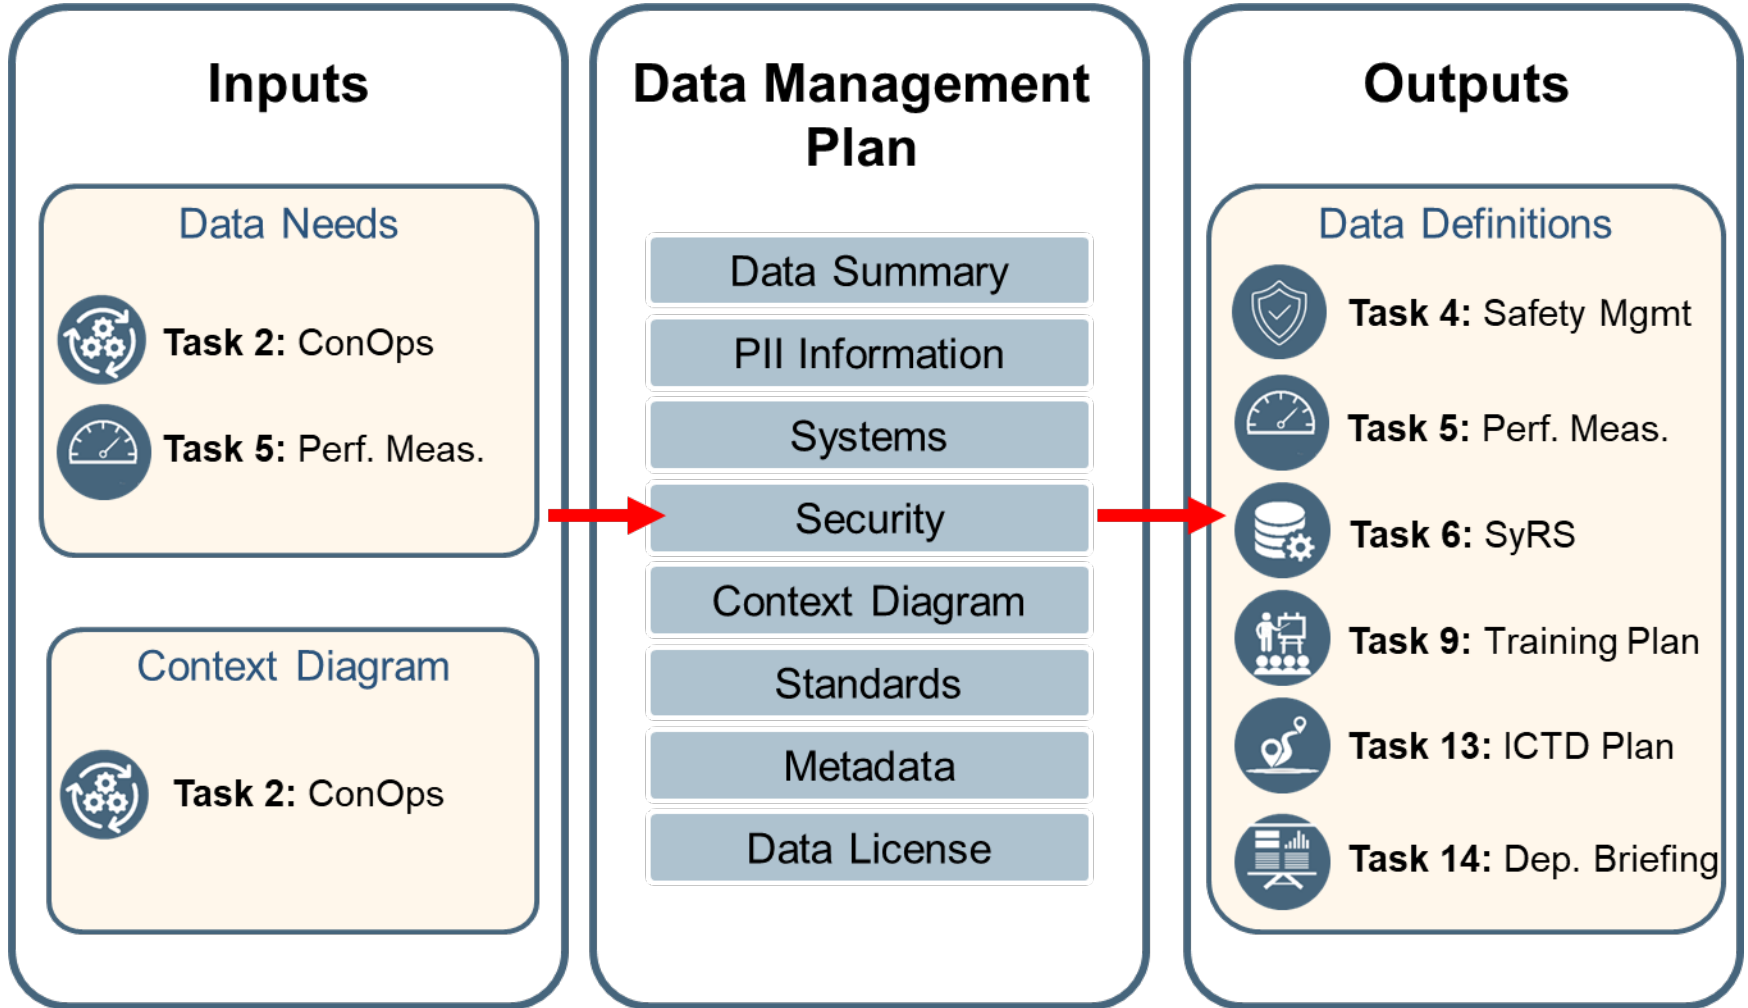 Inputs
Data Needs
Task 2: ConOps
Task 5: Perf. Meas.
Context Diagram
Task 2: ConOps
Data Management
Plan
Data Summary
PII Information
Systems
Security
Context Diagram
Standards
Metadata
Data License
Outputs
Data Definitions
Task 4: Safety Mgmt
Task 5: Perf. Meas.
Task 6: SyRS
Task 9: Training Plan
Task 13: ICTD Plan
Task 14: Dep. Briefing